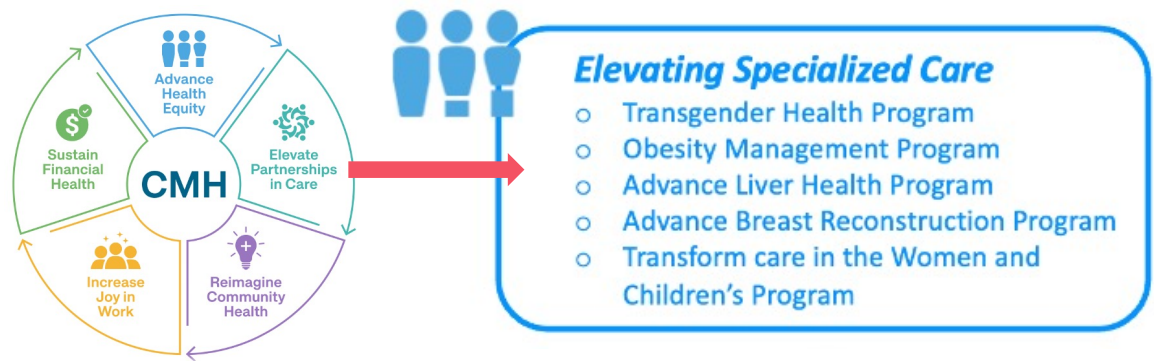 Advance
Health
Equity
Elevate
Partnerships
in Care
Reimagine
Community
Health
Increase
Joy in
Work
Sustain
Financial
Health
$
CMH
Elevating Specialized Care
o Transgender Health Program
o Obesity Management Program
o Advance Liver Health Program
o Advance Breast Reconstruction Program
o Transform care in the Women and
Children’s Program